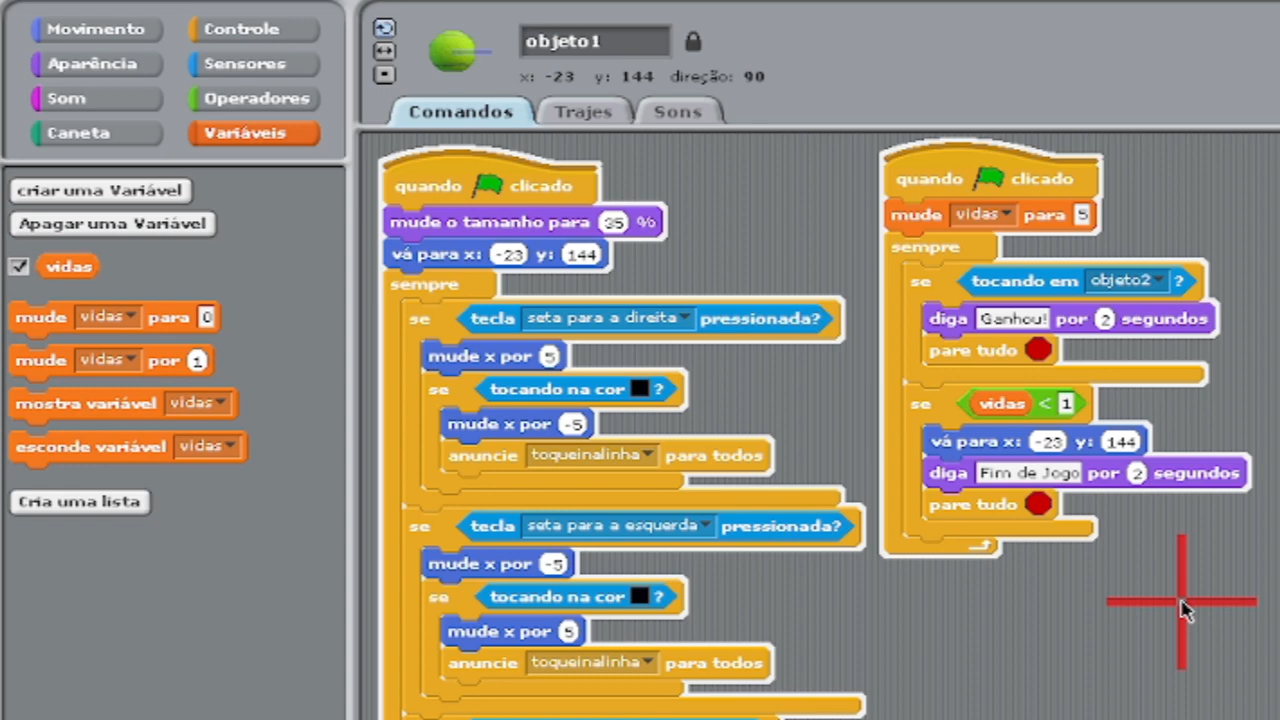 Movimento
Controle
Aparência
Sensores
Som
Operadores
Caneta
Variáveis
criar uma Variável
Apagar uma Variável
vidas
mude vidas para 0
mude vidas por 1
mostra variável vidas
esconde variável vidas
Cria uma lista
objeto1
x: -23 y: 144 direção: 90
Comandos
Trajes
Sons
quando clicado
mude o tamanho para 35 %
vá para x: -23 y: 144
sempre
se tecla seta para a direita pressionada?
mude x por 5
se tocando na cor ?
mude x por -5
anuncie toqueinalinha para todos
se tecla seta para a esquerda pressionada?
mude x por -5
se tocando na cor ?
mude x por 5
anuncie toqueinalinha para todos
quando clicado
mude vidas para 5
sempre
se tocando em objeto2 ?
diga Ganhou! por 2 segundos
pare tudo
se vidas < 1
vá para x: -23 y: 144
diga Fim de Jogo por 2 segundos
pare tudo